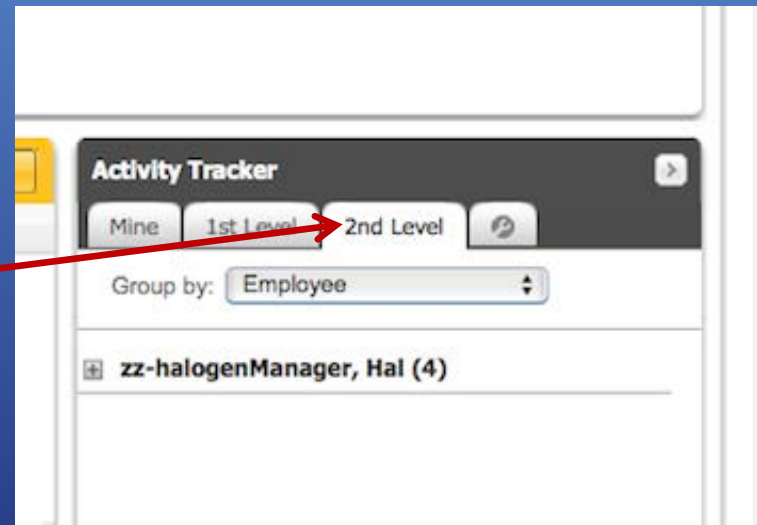 Activity Tracker
Mine 1st Level 2nd Level
Group by: Employee
zz-halogenManager, Hal (4)